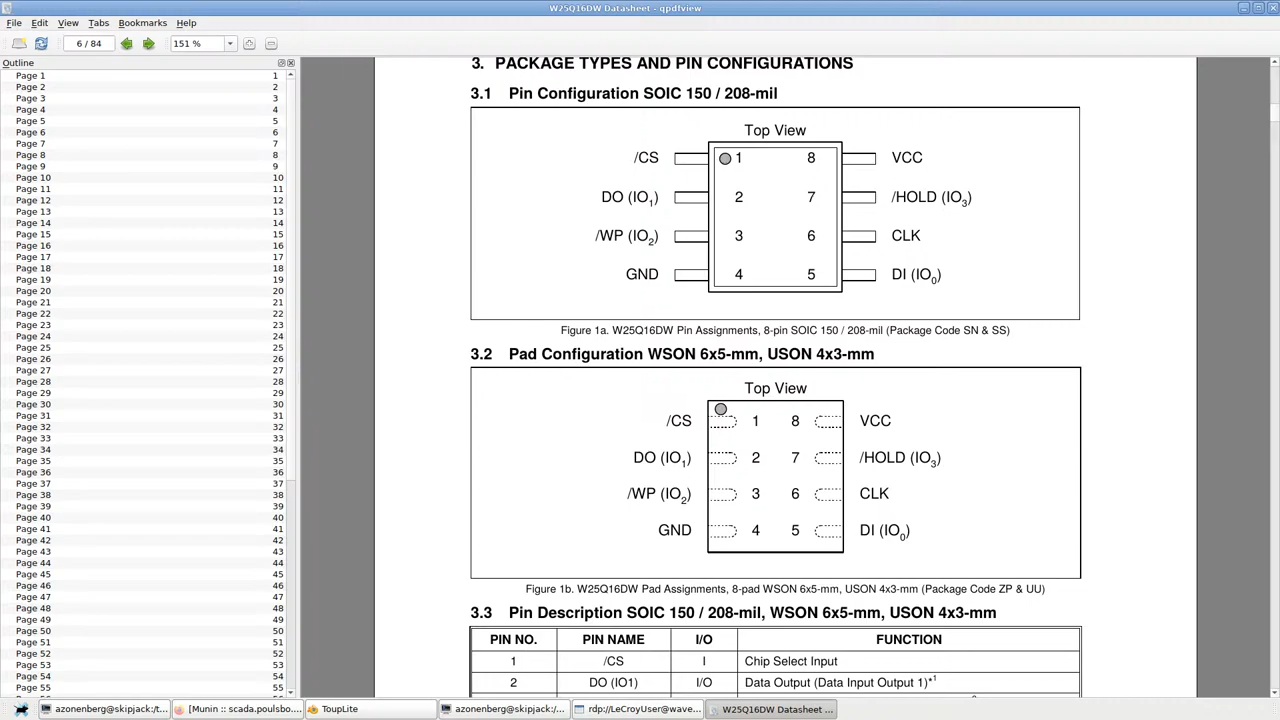 W25Q16DW Datasheet - qpdfview
File Edit View Tabs Bookmarks Help
6 / 84 151 %
Outline
Page 1 1
Page 2 2
Page 3 3
Page 4 4
Page 5 5
Page 6 6
Page 7 7
Page 8 8
Page 9 9
Page 10 10
Page 11 11
Page 12 12
Page 13 13
Page 14 14
Page 15 15
Page 16 16
Page 17 17
Page 18 18
Page 19 19
Page 20 20
Page 21 21
Page 22 22
Page 23 23
Page 24 24
Page 25 25
Page 26 26
Page 27 27
Page 28 28
Page 29 29
Page 30 30
Page 31 31
Page 32 32
Page 33 33
Page 34 34
Page 35 35
Page 36 36
Page 37 37
Page 38 38
Page 39 39
Page 40 40
Page 41 41
Page 42 42
Page 43 43
Page 44 44
Page 45 45
Page 46 46
Page 47 47
Page 48 48
Page 49 49
Page 50 50
Page 51 51
Page 52 52
Page 53 53
Page 54 54
Page 55 55
3. PACKAGE TYPES AND PIN CONFIGURATIONS
3.1 Pin Configuration SOIC 150 / 208-mil
Top View
/CS 1 8 VCC
DO (IO1) 2 7 /HOLD (IO3)
/WP (IO2) 3 6 CLK
GND 4 5 DI (IO0)
Figure 1a. W25Q16DW Pin Assignments, 8-pin SOIC 150 / 208-mil (Package Code SN & SS)
3.2 Pad Configuration WSON 6x5-mm, USON 4x3-mm
Top View
/CS 1 8 VCC
DO (IO1) 2 7 /HOLD (IO3)
/WP (IO2) 3 6 CLK
GND 4 5 DI (IO0)
Figure 1b. W25Q16DW Pad Assignments, 8-pad WSON 6x5-mm, USON 4x3-mm (Package Code ZP & UU)
3.3 Pin Description SOIC 150 / 208-mil, WSON 6x5-mm, USON 4x3-mm
PIN NO. PIN NAME I/O FUNCTION
1 /CS I Chip Select Input
2 DO (IO1) I/O Data Output (Data Input Output 1)*1
azonenberg@skipjack:/t... [Munin :: scada.poulsbo... ToupLite azonenberg@skipjack:/... rdp://LeCroyUser@wave... W25Q16DW Datasheet ...